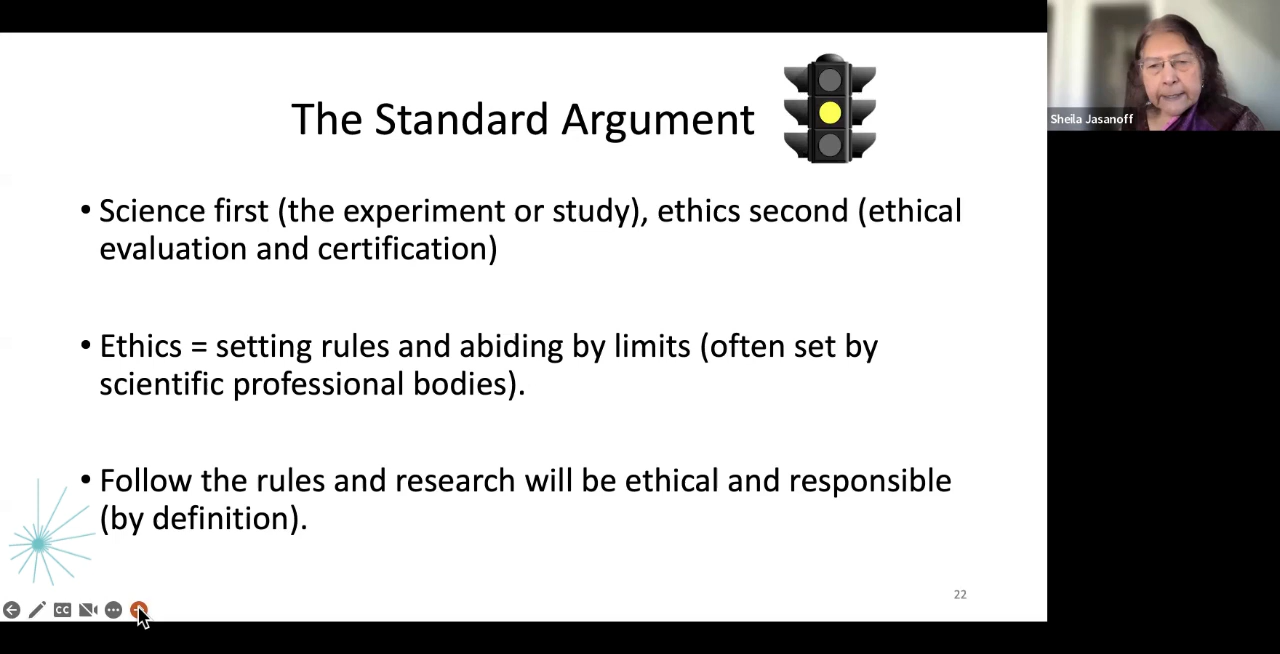 The Standard Argument
• Science first (the experiment or study), ethics second (ethical
evaluation and certification)
• Ethics = setting rules and abiding by limits (often set by
scientific professional bodies).
• Follow the rules and research will be ethical and responsible
(by definition).
22
CC
Sheila Jasanoff